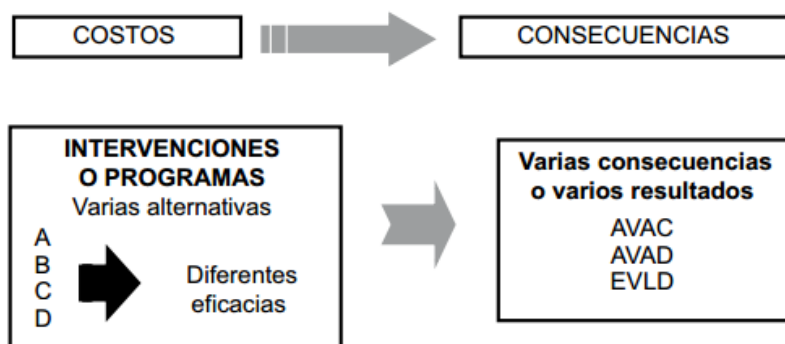 COSTOS
CONSECUENCIAS
INTERVENCIONES
O PROGRAMAS
Varias alternativas
A
B
C
D
Diferentes
eficacias
Varias consecuencias
o varios resultados
AVAC
AVAD
EVLD